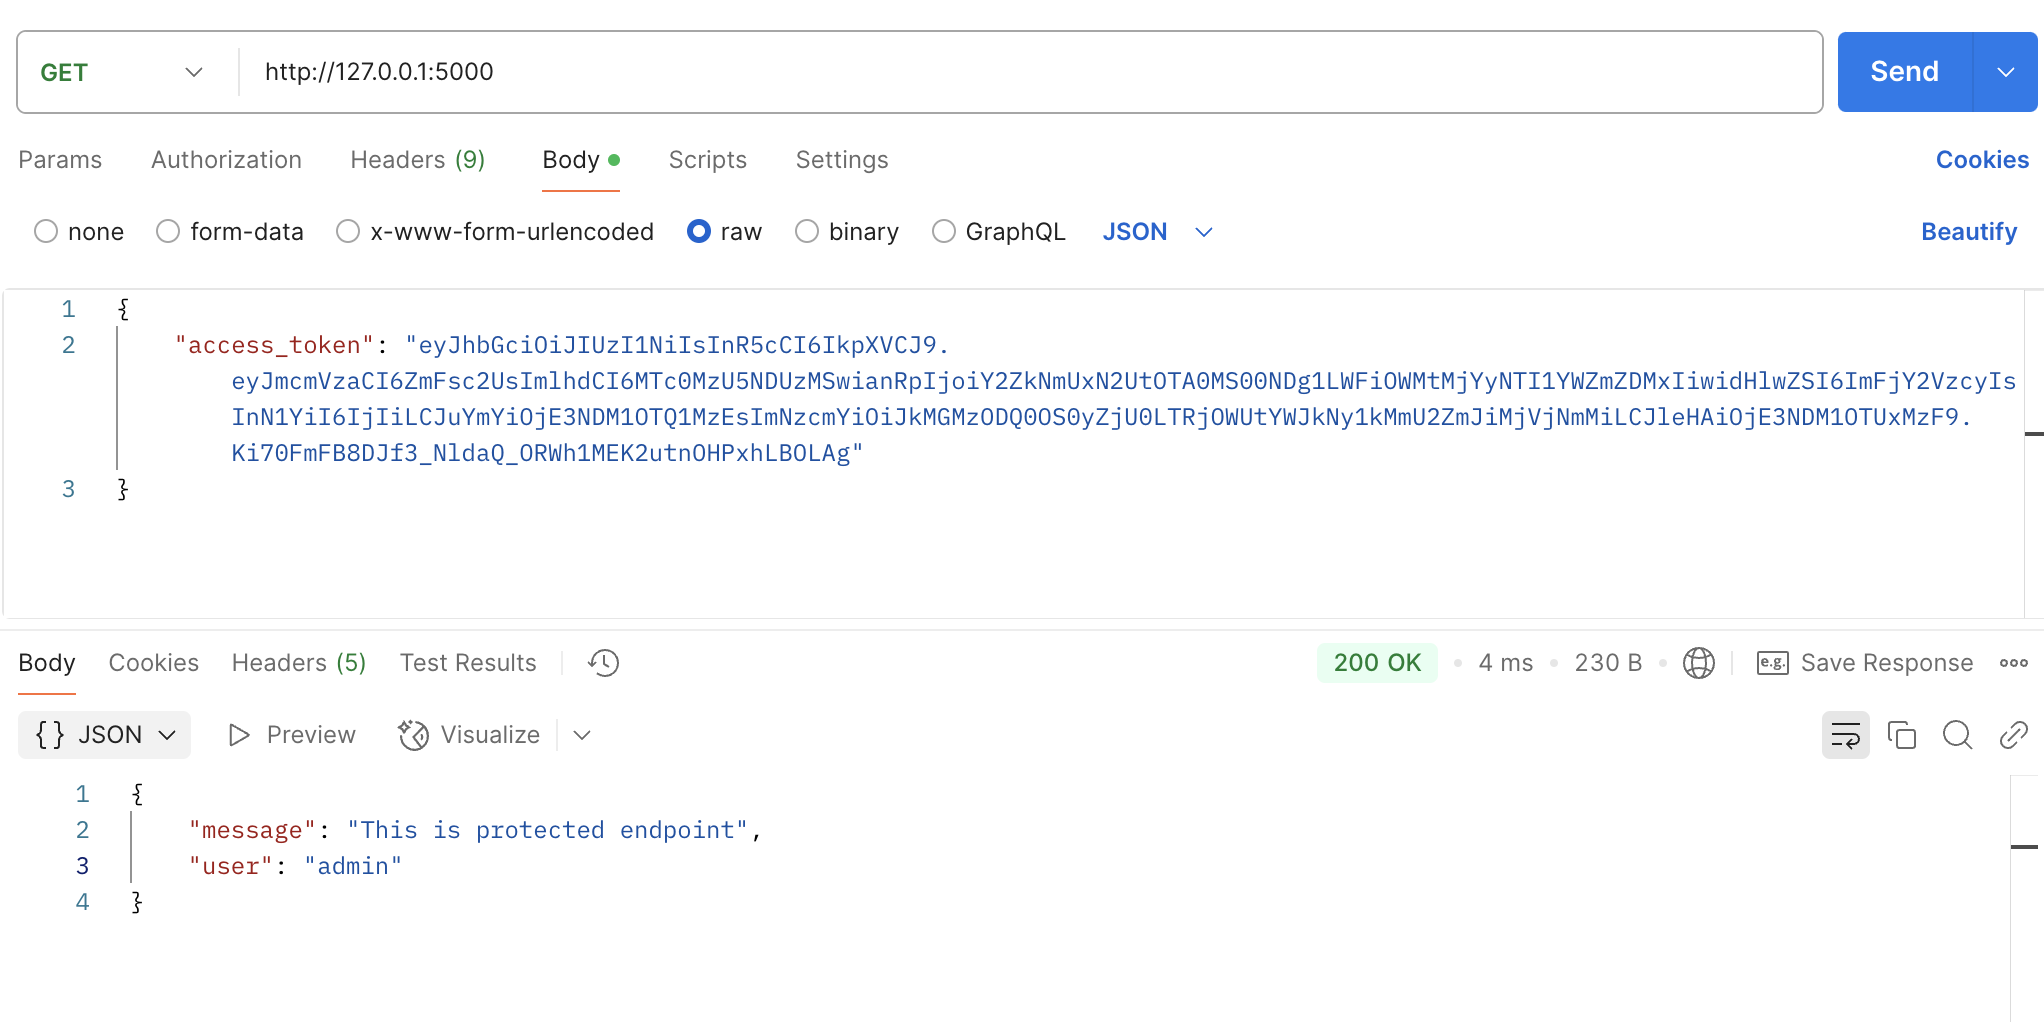 GET http://127.0.0.1:5000 Send
Params Authorization Headers (9) Body Scripts Settings Cookies
none form-data x-www-form-urlencoded raw binary GraphQL JSON Beautify
1 {
2 "access_token": "eyJhbGciOiJIUzI1NiIsInR5cCI6IkpXVCJ9.
eyJmcmVzaCI6ZmFsc2UsImlhdCI6MTc0MzU5NDUzMSwianRpIjoiY2ZkNmUxN2UtOTA0MS00NDg1LWFiOWMtMjYyNTI1YWZmZDMxIiwidHlwZSI6ImFjY2VzcyIs
InN1YiI6IjIiLCJuYmYiOjE3NDM1OTQ1MzEsImNzcmYiOiJkMGMzODQ0OS0yZjU0LTRjOWUtYWJkNy1kMmU2ZmJiMjVjNmMiLCJleHAiOjE3NDM1OTUxMzF9.
Ki70FmFB8DJf3_NldaQ_ORWh1MEK2utnOHPxhLBOLAg"
3 }
Body Cookies Headers (5) Test Results 200 OK 4 ms 230 B e.g. Save Response
{} JSON Preview Visualize
1 {
2 "message": "This is protected endpoint",
3 "user": "admin"
4 }